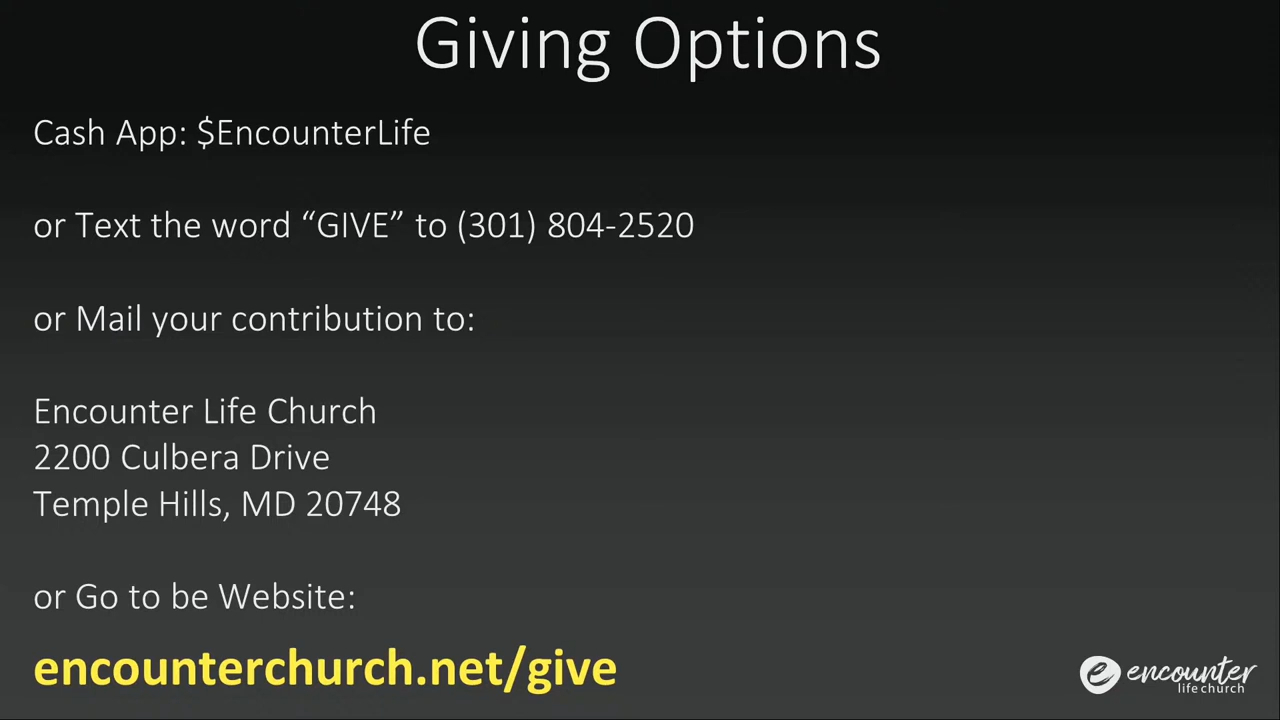 Giving Options
Cash App: $EncounterLife
or Text the word “GIVE” to (301) 804-2520
or Mail your contribution to:
Encounter Life Church
2200 Culbera Drive
Temple Hills, MD 20748
or Go to be Website:
encounterchurch.net/give
e encounter
life church